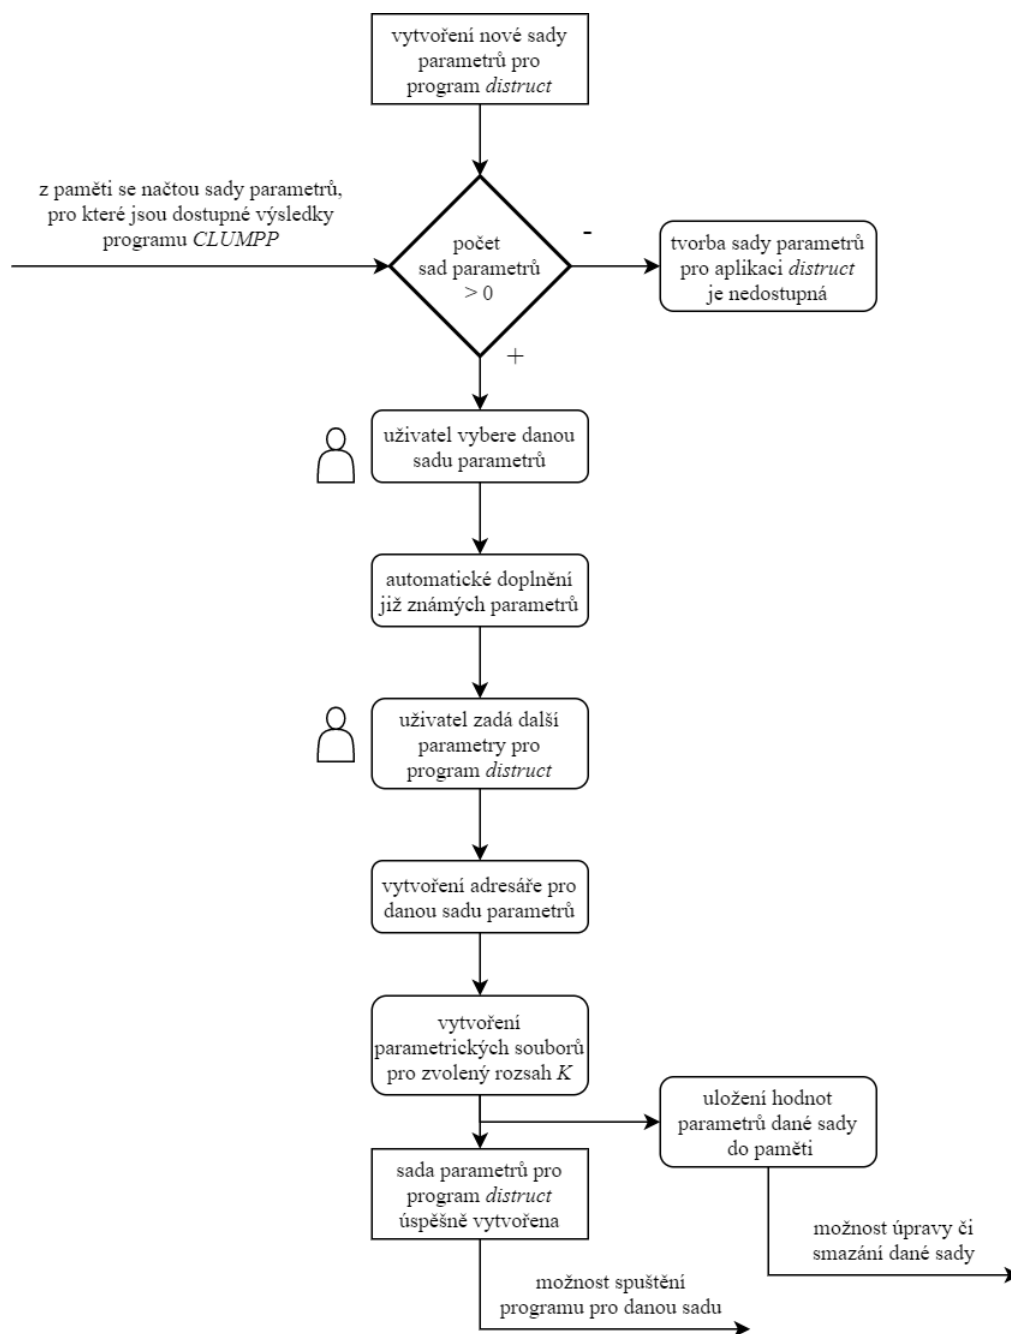 vytvoření nové sady
parametrů pro
program distruct
z paměti se načtou sady parametrů,
pro které jsou dostupné výsledky
programu CLUMPP
počet
sad parametrů
> 0
-
tvorba sady parametrů
pro aplikaci distruct
je nedostupná
+
uživatel vybere danou
sadu parametrů
automatické doplnění
již známých parametrů
uživatel zadá další
parametry pro
program distruct
vytvoření adresáře pro
danou sadu parametrů
vytvoření
parametrických souborů
pro zvolený rozsah K
uložení hodnot
parametrů dané sady
do paměti
sada parametrů pro
program distruct
úspěšně vytvořena
možnost úpravy či
smazání dané sady
možnost spuštění
programu pro danou sadu